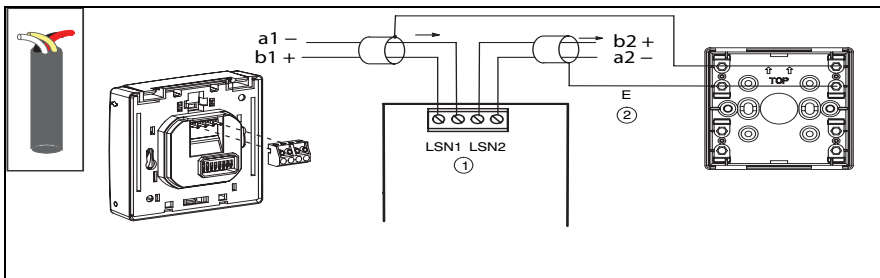 a1 –
b1 +
b2 +
a2 –
E
②
TOP
LSN1 LSN2
①